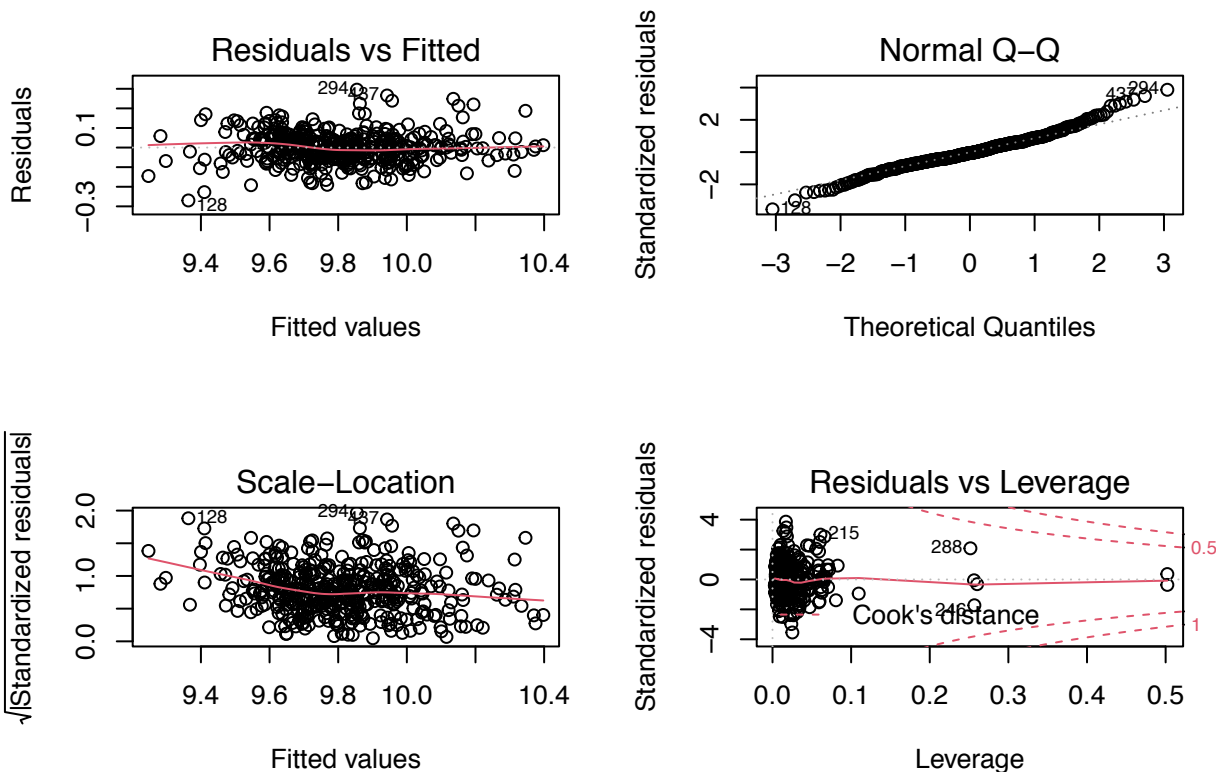 Residuals vs Fitted
Residuals
0.1
−0.3
294
437
128
9.4 9.6 9.8 10.0 10.4
Fitted values
Normal Q−Q
Standardized residuals
2
−2
437
294
128
−3 −2 −1 0 1 2 3
Theoretical Quantiles
Scale−Location
√|Standardized residuals|
2.0
1.0
0.0
128
294
437
9.4 9.6 9.8 10.0 10.4
Fitted values
Residuals vs Leverage
Standardized residuals
4
0
−4
215
288
246
Cook's distance
0.5
1
0.0 0.1 0.2 0.3 0.4 0.5
Leverage